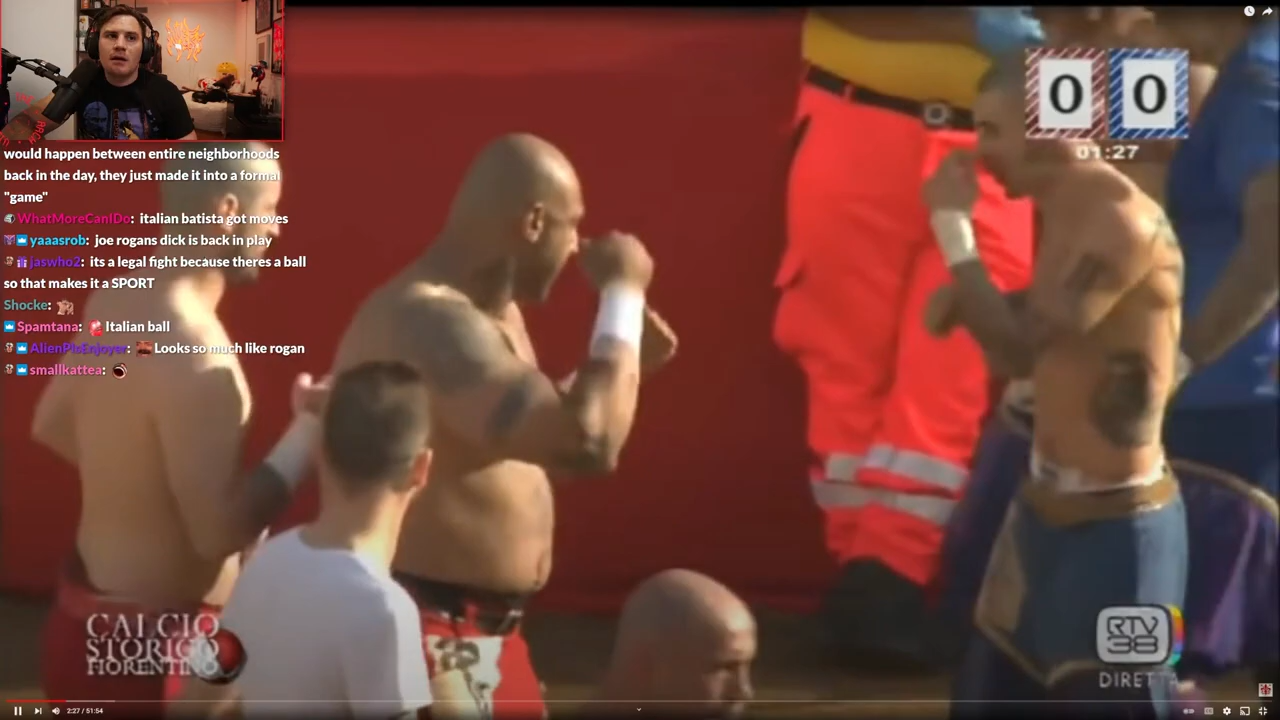 0 0
01:27
would happen between entire neighborhoods
back in the day, they just made it into a formal
"game"
WhatMoreCanIDo: italian batista got moves
yaaasrob: joe rogans dick is back in play
jaswho2: its a legal fight because theres a ball
so that makes it a SPORT
Shocke:
Spamtana: Italian ball
AlienPlsEnjoyer: Looks so much like rogan
smallkattea:
CALCIO
STORICO
FIORENTINO
RTV
38
DIRETTA
2:27 / 51:54